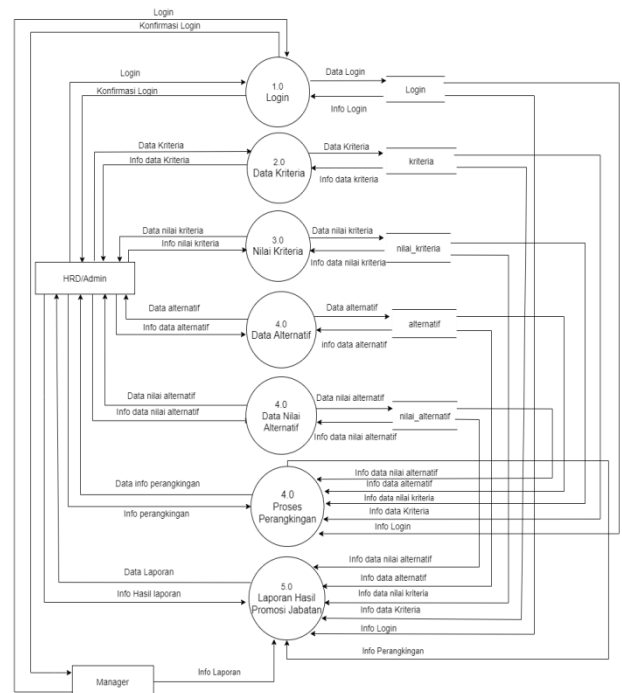 Login
Konfirmasi Login
Login
Konfirmasi Login
1.0
Login
Data Login
Info Login
Login
Data Kriteria
Info data Kriteria
2.0
Data Kriteria
Data Kriteria
Info data kriteria
kriteria
Data nilai kriteria
Info nilai kriteria
3.0
Nilai Kriteria
Data nilai kriteria
Info data nilai kriteria
nilai_kriteria
HRD/Admin
Data alternatif
Info data alternatif
4.0
Data Alternatif
Data alternatif
info data alternatif
alternatif
Data nilai alternatif
Info data nilai alternatif
4.0
Data Nilai
Alternatif
Data nilai alternatif
Info data nilai alternatif
nilai_alternatif
Data info perangkingan
Info perangkingan
4.0
Proses
Perangkingan
Info data nilai alternatif
Info data alternatif
Info data nilai kriteria
Info data Kriteria
Info Login
Data Laporan
Info Hasil laporan
5.0
Laporan Hasil
Promosi Jabatan
Info data nilai alternatif
Info data alternatif
Info data nilai kriteria
Info data Kriteria
Info Login
Info Perangkingan
Manager
Info Laporan